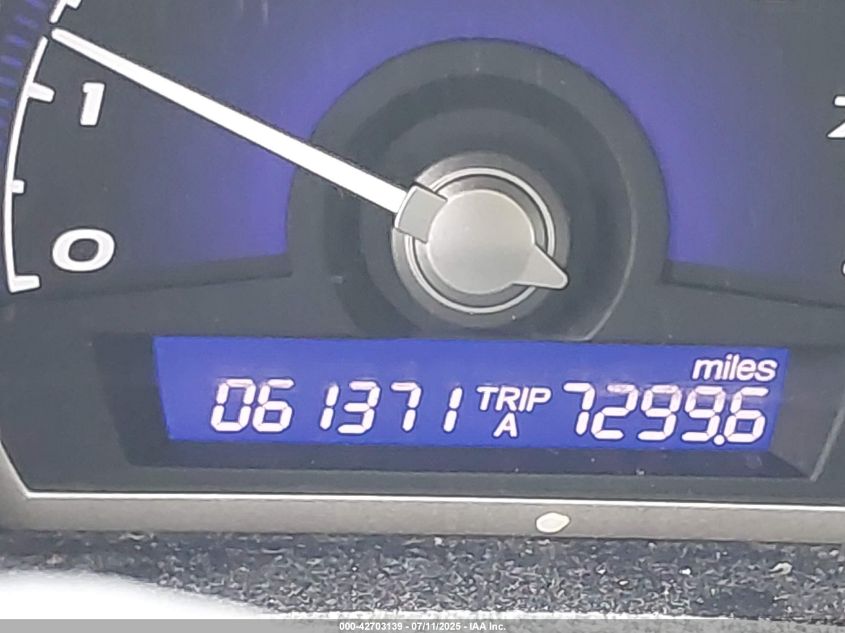 1
0
miles
061371 TRIP A 7299.6
000-42703139 - 07/11/2025 - IAA Inc.